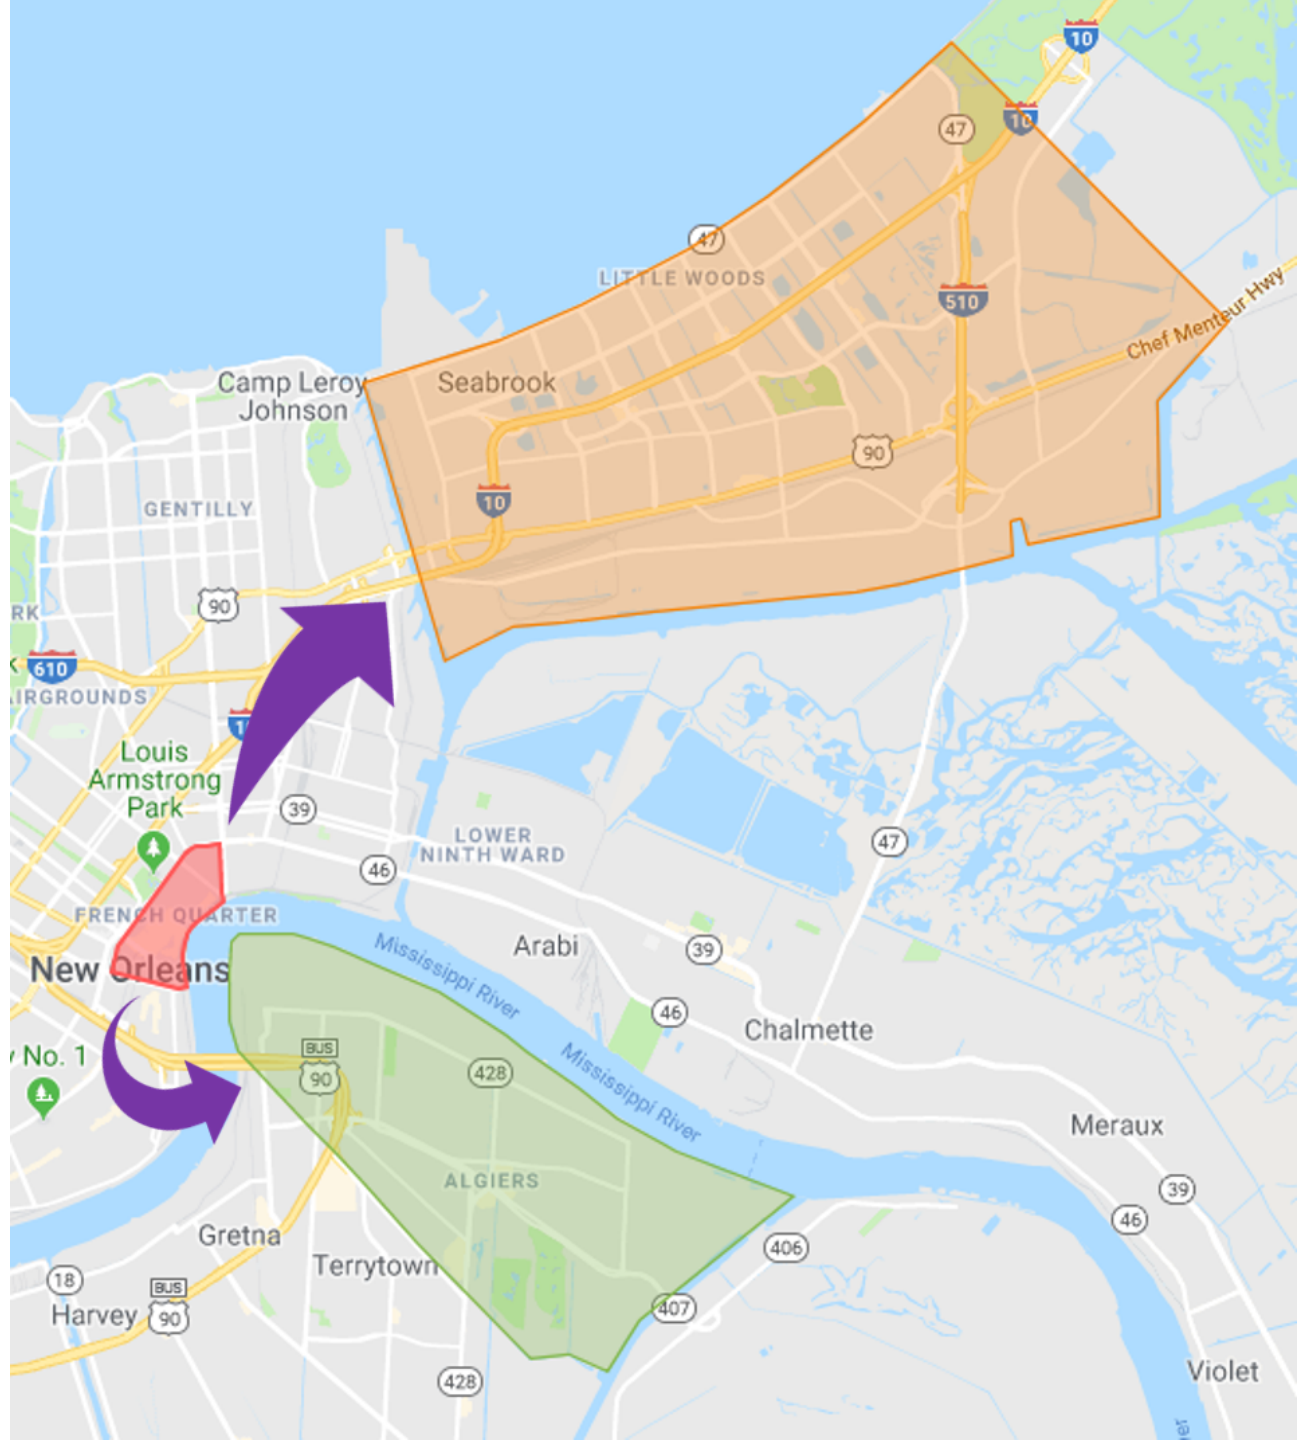 10
10
47
47
LITTLE WOODS
510
Chef Menteur Hwy
Camp Leroy
Johnson
Seabrook
90
10
GENTILLY
90
RK
K
610
AIRGROUNDS
Louis
Armstrong
Park
39
LOWER
NINTH WARD
47
46
FRENCH QUARTER
New Orleans
Arabi
39
Mississippi River
46
Chalmette
Mississippi River
No. 1
BUS
90
428
Meraux
ALGIERS
39
46
Gretna
Terrytown
406
18
BUS
Harvey
90
407
428
Violet
er